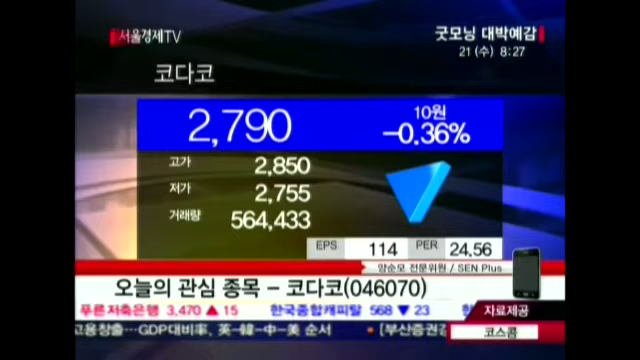 서울경제TV
굿모닝 대박예감
21 (수) 8:27
코다코
2,790
10원
-0.36%
고가 2,850
저가 2,755
거래량 564,433
EPS 114 PER 24.56
양순모 전문위원 / SEN Plus
오늘의 관심 종목 - 코다코(046070)
푸른저축은행 3,470 ▲ 15 한국종합캐피탈 568 ▼ 23
자료제공
고용창출…GDP대비율, 英-韓-中-美 순서 • [부산증권
코스콤